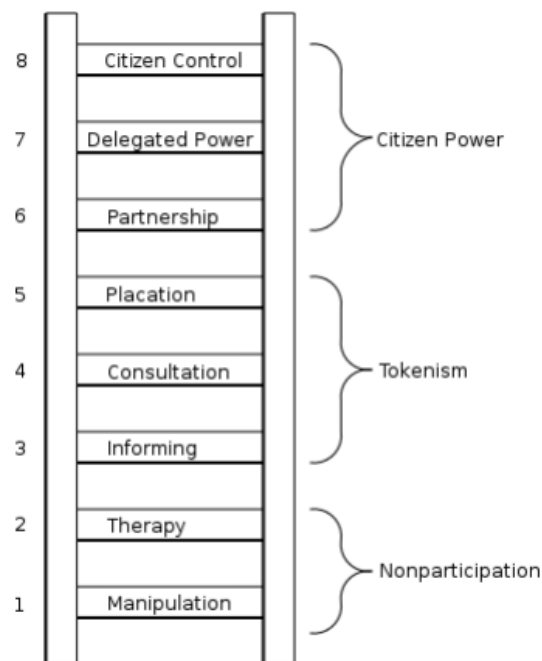 8 Citizen Control
7 Delegated Power
Citizen Power
6 Partnership
5 Placation
4 Consultation
Tokenism
3 Informing
2 Therapy
Nonparticipation
1 Manipulation